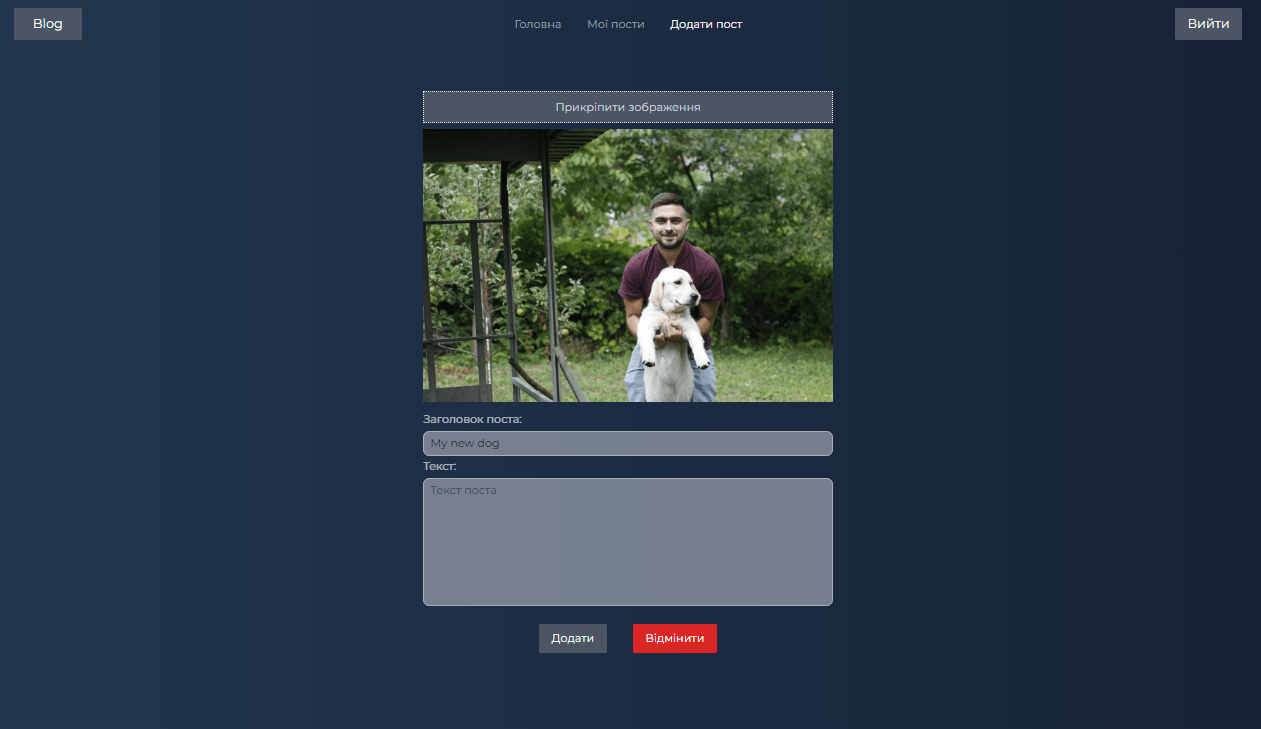 Blog
Головна
Мої пости
Додати пост
Вийти
Прикріпити зображення
Заголовок поста:
My new dog
Текст:
Текст поста
Додати
Відмінити